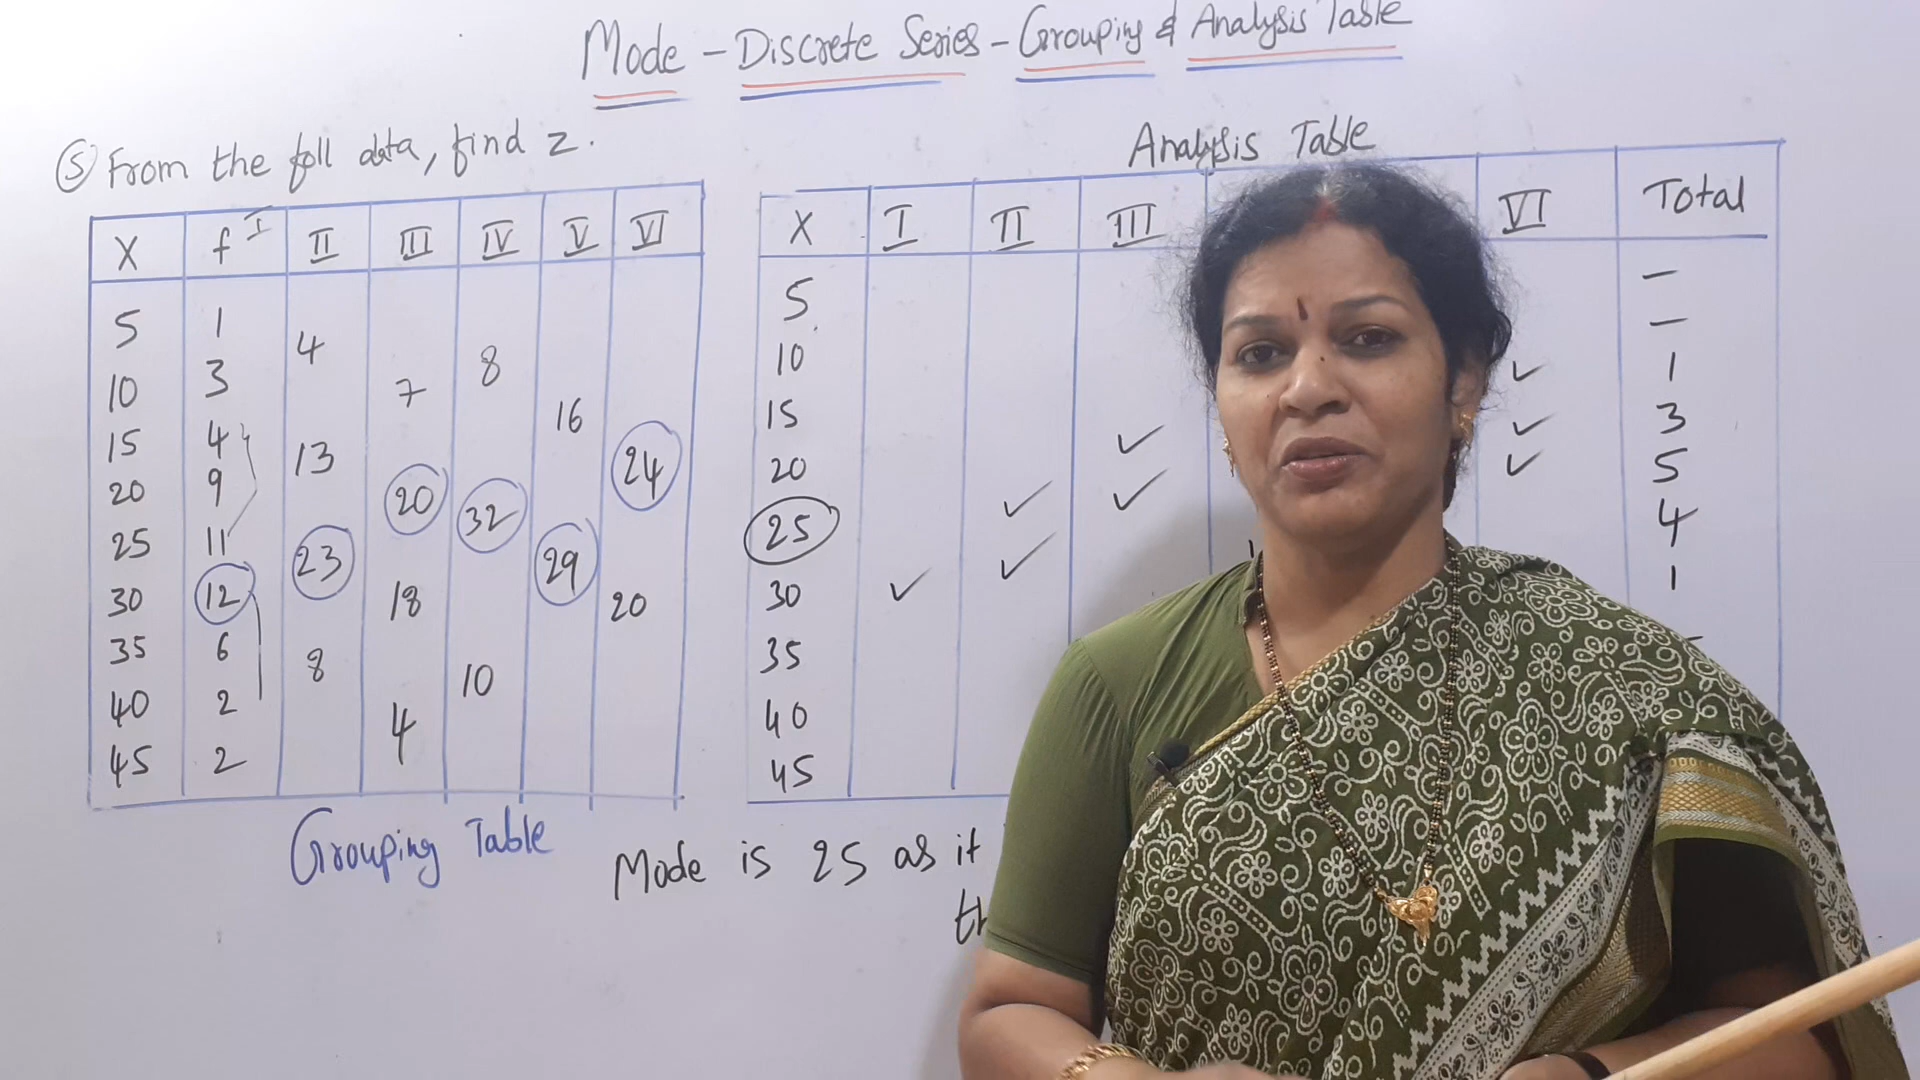 Mode - Discrete Series - Grouping & Analysis Table
⑤ From the foll data, find z.
X f I II III IV V VI
5 1
4
10 3 8
7
15 4 16
13 24
20 9
20 32
25 11
23 29
30 12
18 20
35 6
8 10
40 2
4
45 2
Grouping Table
Analysis Table
X I II III VI Total
5 –
10 –
15 ✓ 1
20 ✓ ✓ 3
25 ✓ ✓ ✓ 5
30 ✓ ✓ 4
35 1
40
45
Mode is 25 as it